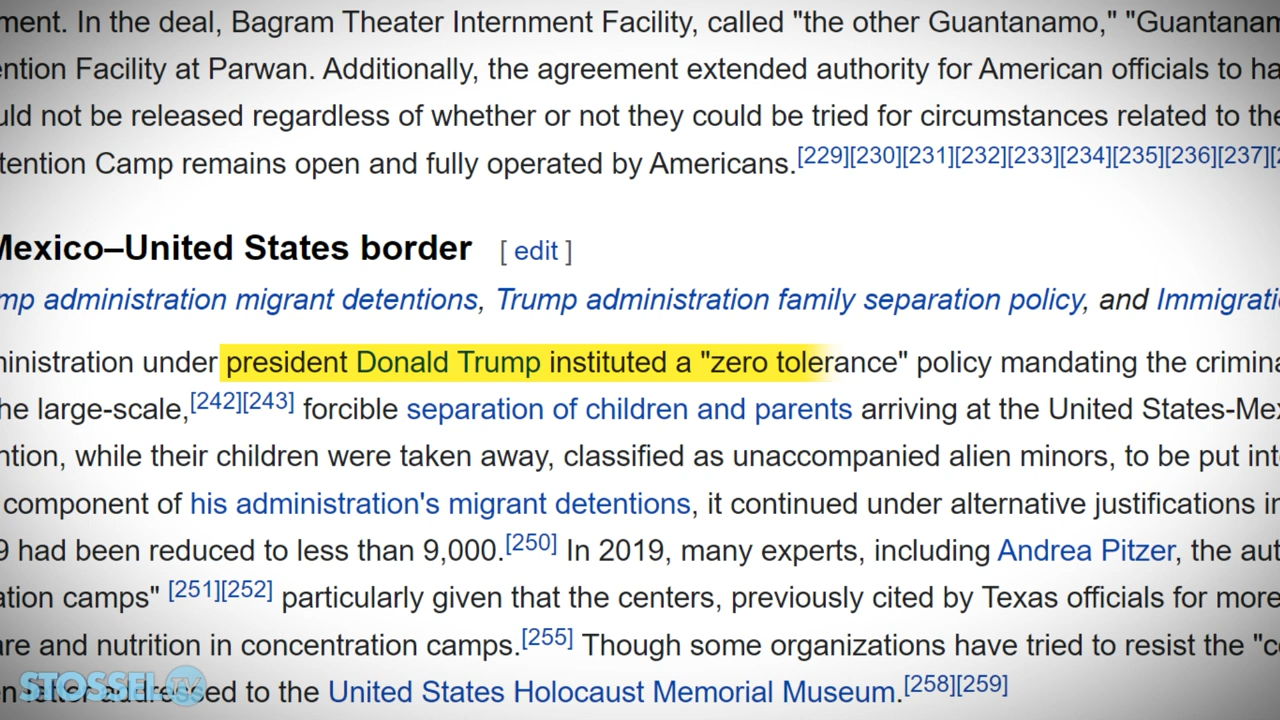 ment. In the deal, Bagram Theater Internment Facility, called "the other Guantanamo," "Guantanam
ention Facility at Parwan. Additionally, the agreement extended authority for American officials to ha
uld not be released regardless of whether or not they could be tried for circumstances related to the
tention Camp remains open and fully operated by Americans.[229][230][231][232][233][234][235][236][237][2
Mexico–United States border [ edit ]
mp administration migrant detentions, Trump administration family separation policy, and Immigrati
ministration under president Donald Trump instituted a "zero tolerance" policy mandating the crimina
he large-scale,[242][243] forcible separation of children and parents arriving at the United States-Mex
ntion, while their children were taken away, classified as unaccompanied alien minors, to be put int
component of his administration's migrant detentions, it continued under alternative justifications in
9 had been reduced to less than 9,000.[250] In 2019, many experts, including Andrea Pitzer, the aut
ation camps" [251][252] particularly given that the centers, previously cited by Texas officials for more
are and nutrition in concentration camps.[255] Though some organizations have tried to resist the "co
en letter addressed to the United States Holocaust Memorial Museum.[258][259]
STOSSEL TV